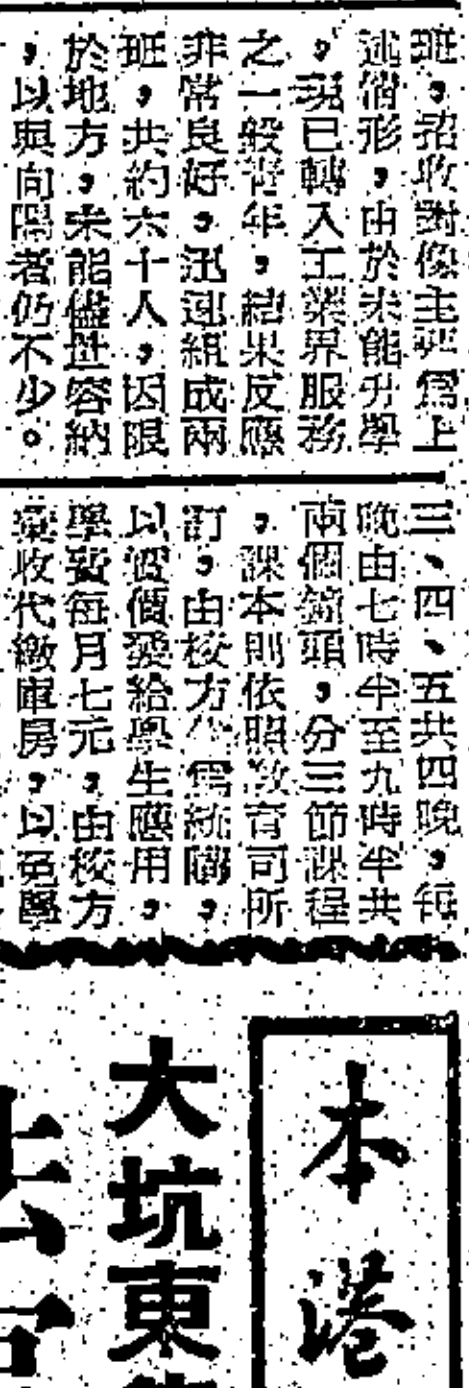 班，招收對像主要爲上
述情形，由於未能升學
，現已轉入工業界服務
之一般靑年，結果反應
非常良好。迅速組成兩
班，共約六十人，因限
於地方，未能儘量容納
，以與向隅者仍不少。
三、四、五共四晚，每
晚由七時半至九時半共
兩個鐘頭，分三節課程
，課本則依照敎育司所
訂，由校方代爲統購，
以假價發給學生應用，
學費每月七元，由校方
彙收代繳庫房，以免學
本港
大坑東